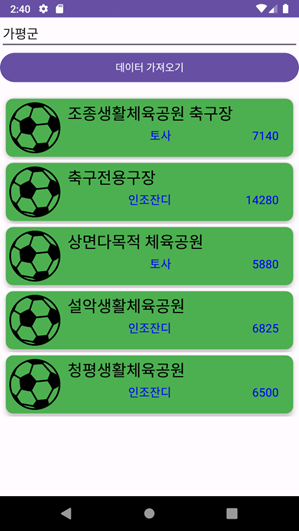 2:40
가평군
데이터 가져오기
조종생활체육공원 축구장
토사 7140
축구전용구장
인조잔디 14280
상면다목적 체육공원
토사 5880
설악생활체육공원
인조잔디 6825
청평생활체육공원
인조잔디 6500